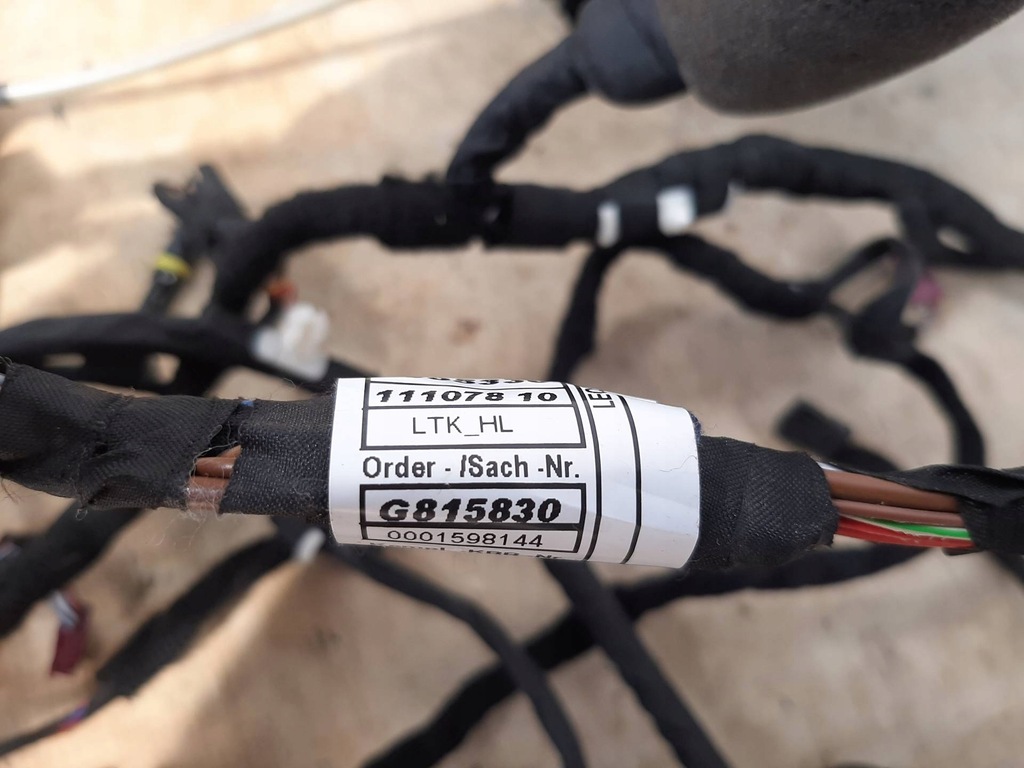 111078 10
LTK_HL
Order - /Sach -Nr.
G815830
0001598144